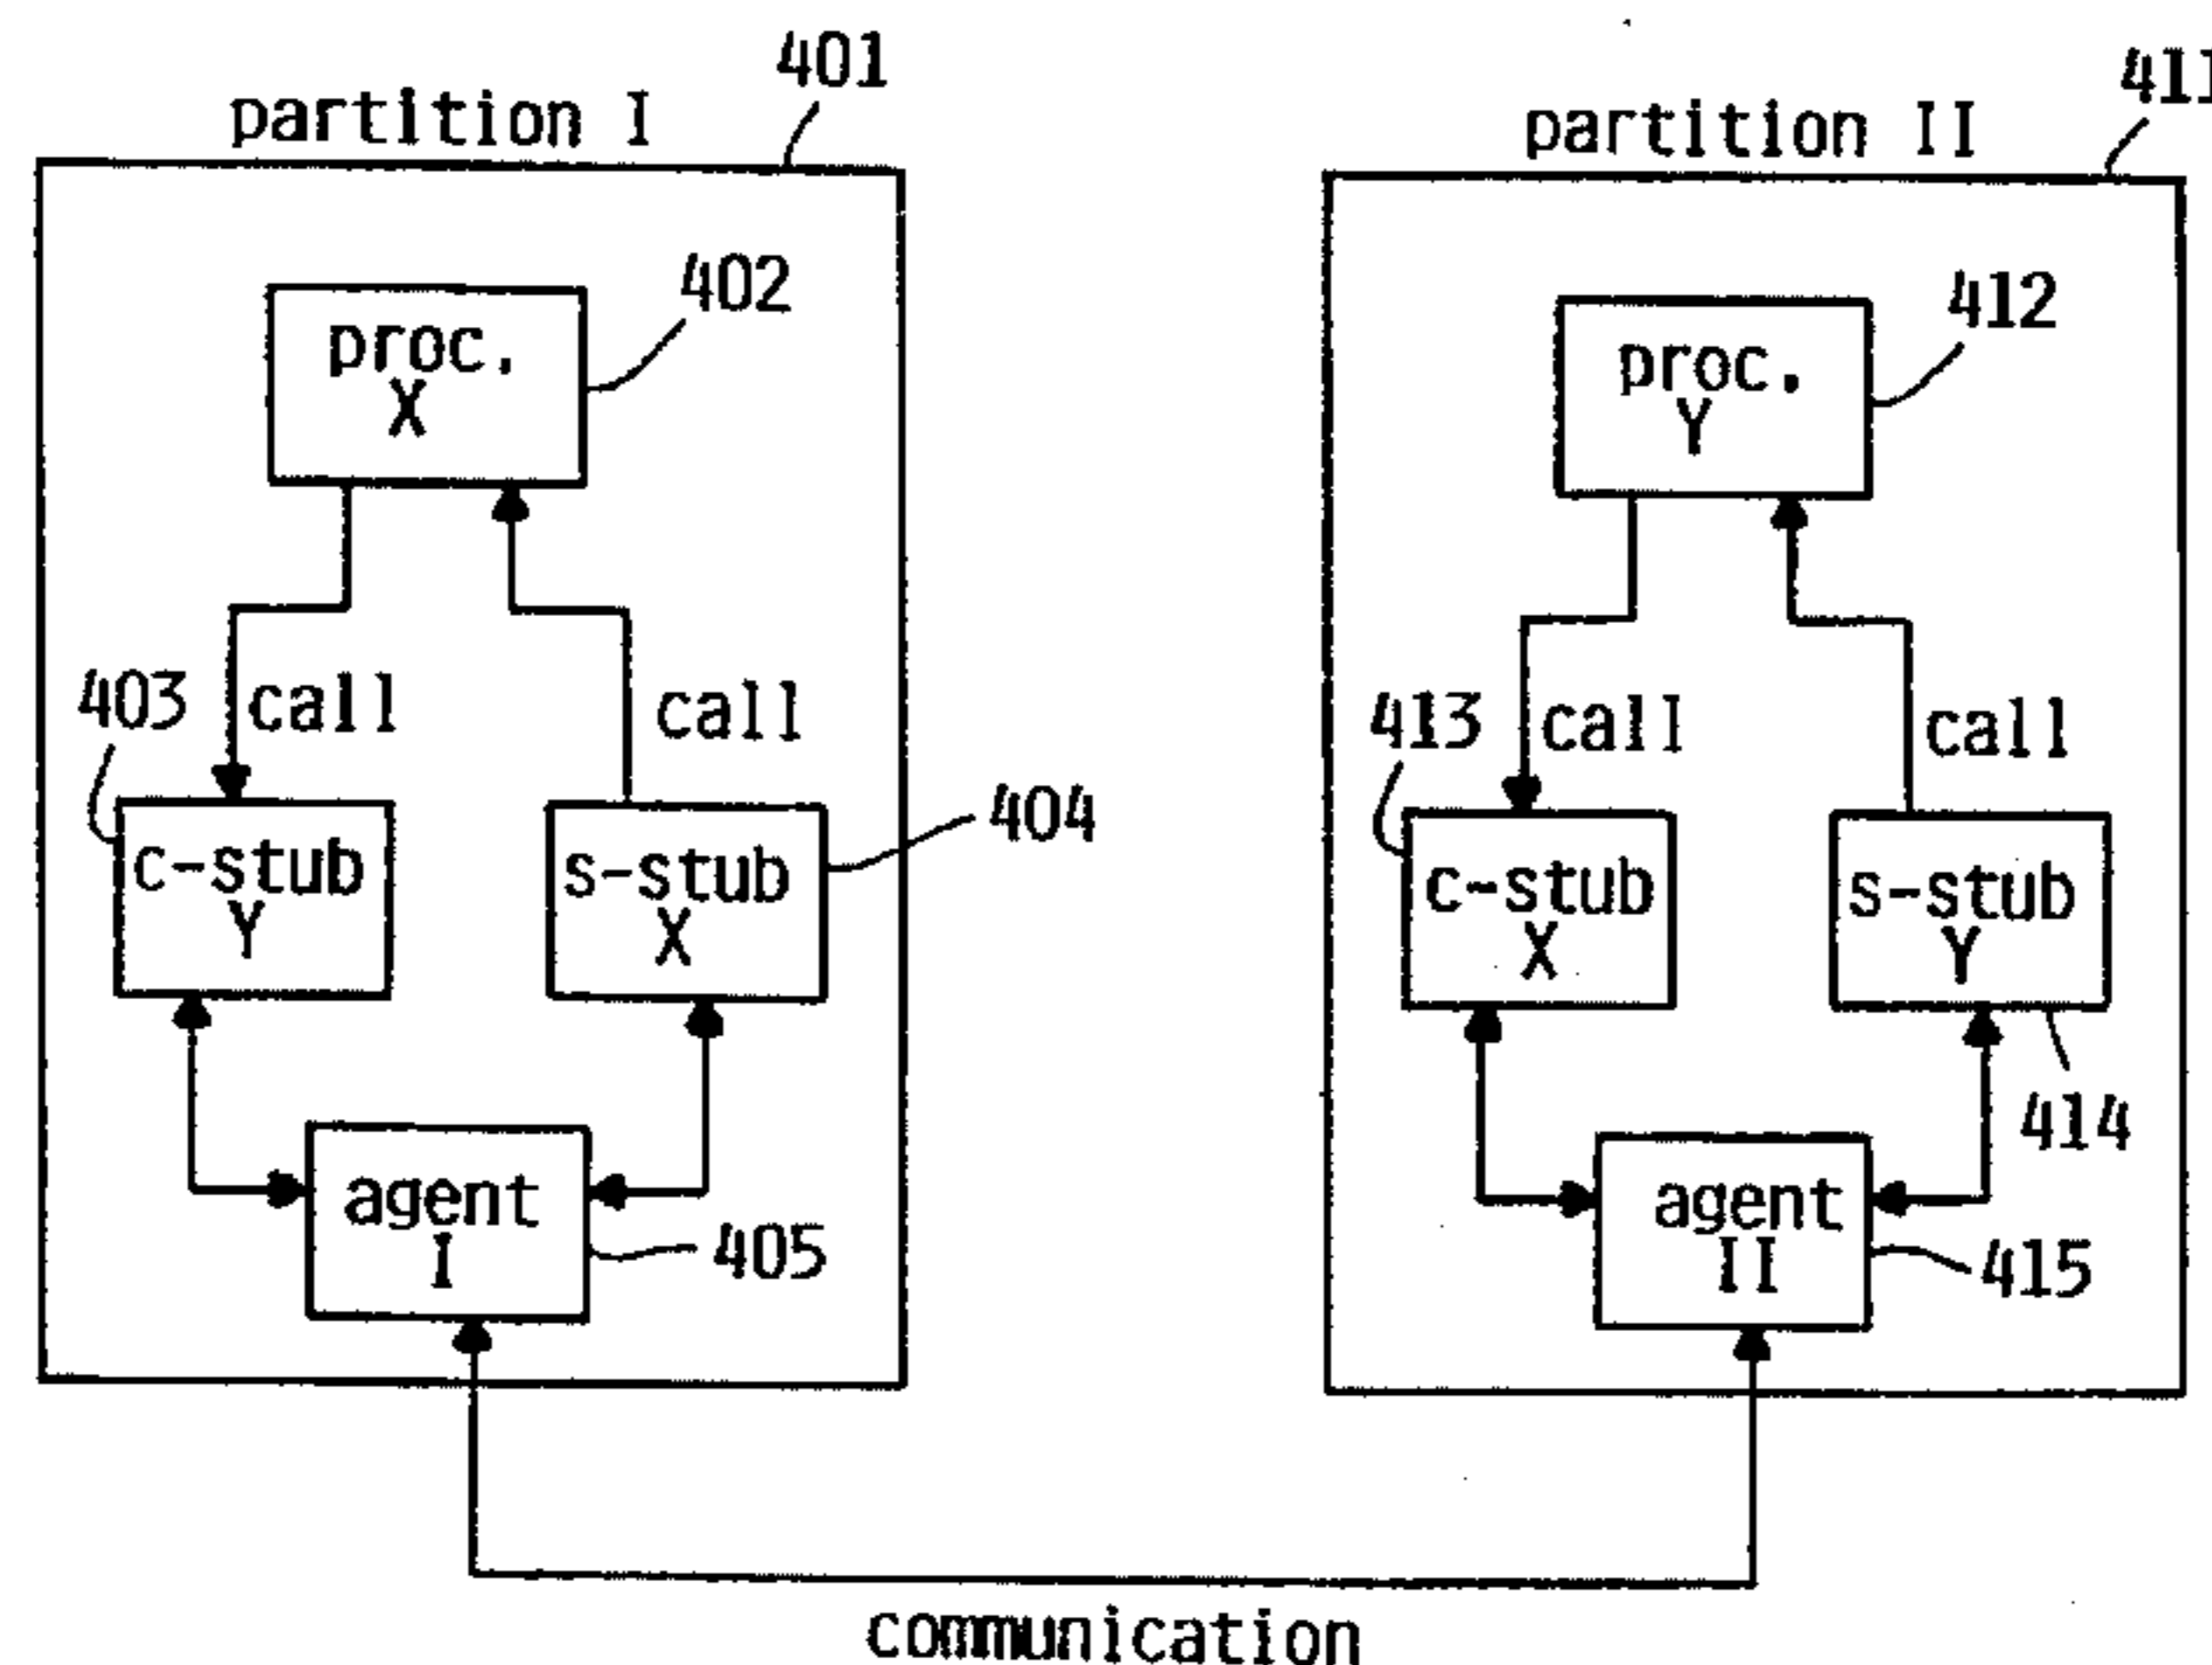 401
partition I
402
proc.
X
403
call
call
404
c-stub
Y
s-stub
X
agent
I
405
411
partition II
412
proc.
Y
413
call
call
c-stub
X
s-stub
Y
414
agent
II
415
communication